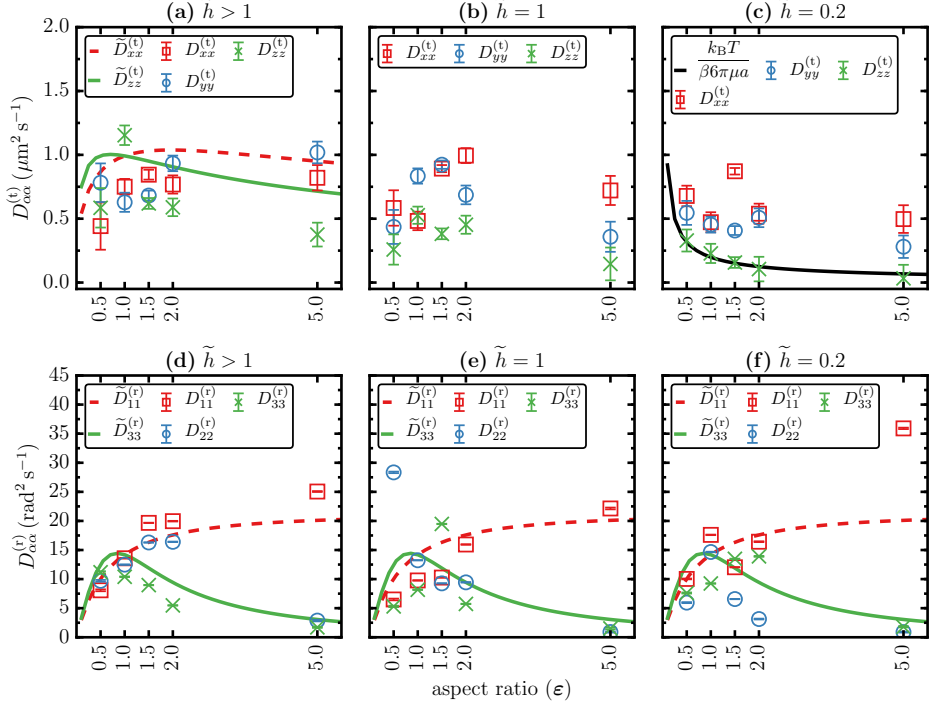 (a) h > 1
(b) h = 1
(c) h = 0.2
D̃xx^(t) Dxx^(t) Dzz^(t)
D̃zz^(t) Dyy^(t)
Dxx^(t) Dyy^(t) Dzz^(t)
kBT
β6πμa Dyy^(t) Dzz^(t)
Dxx^(t)
Dαα^(t) (μm² s⁻¹)
2.0
1.5
1.0
0.5
0.0
0.5 1.0 1.5 2.0 5.0
0.5 1.0 1.5 2.0 5.0
0.5 1.0 1.5 2.0 5.0
(d) h̃ > 1
(e) h̃ = 1
(f) h̃ = 0.2
D̃11^(r) D11^(r) D33^(r)
D̃33^(r) D22^(r)
D̃11^(r) D11^(r) D33^(r)
D̃33^(r) D22^(r)
D̃11^(r) D11^(r) D33^(r)
D̃33^(r) D22^(r)
Dαα^(r) (rad² s⁻¹)
45
40
35
30
25
20
15
10
5
0
0.5 1.0 1.5 2.0 5.0
0.5 1.0 1.5 2.0 5.0
0.5 1.0 1.5 2.0 5.0
aspect ratio (ε)